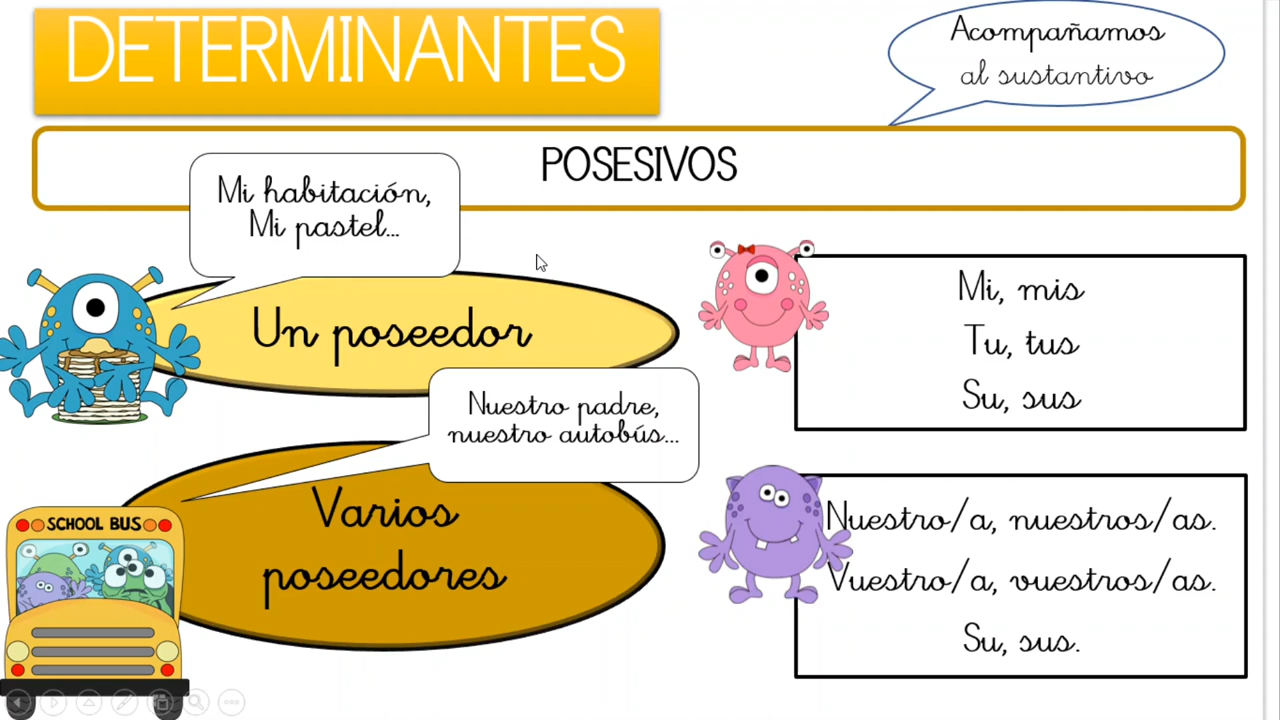 DETERMINANTES
Acompañamos
al sustantivo
POSESIVOS
Mi habitación,
Mi pastel...
Un poseedor
Mi, mis
Tu, tus
Su, sus
Nuestro padre,
nuestro autobús...
Varios
poseedores
SCHOOL BUS
Nuestro/a, nuestros/as.
Vuestro/a, vuestros/as.
Su, sus.